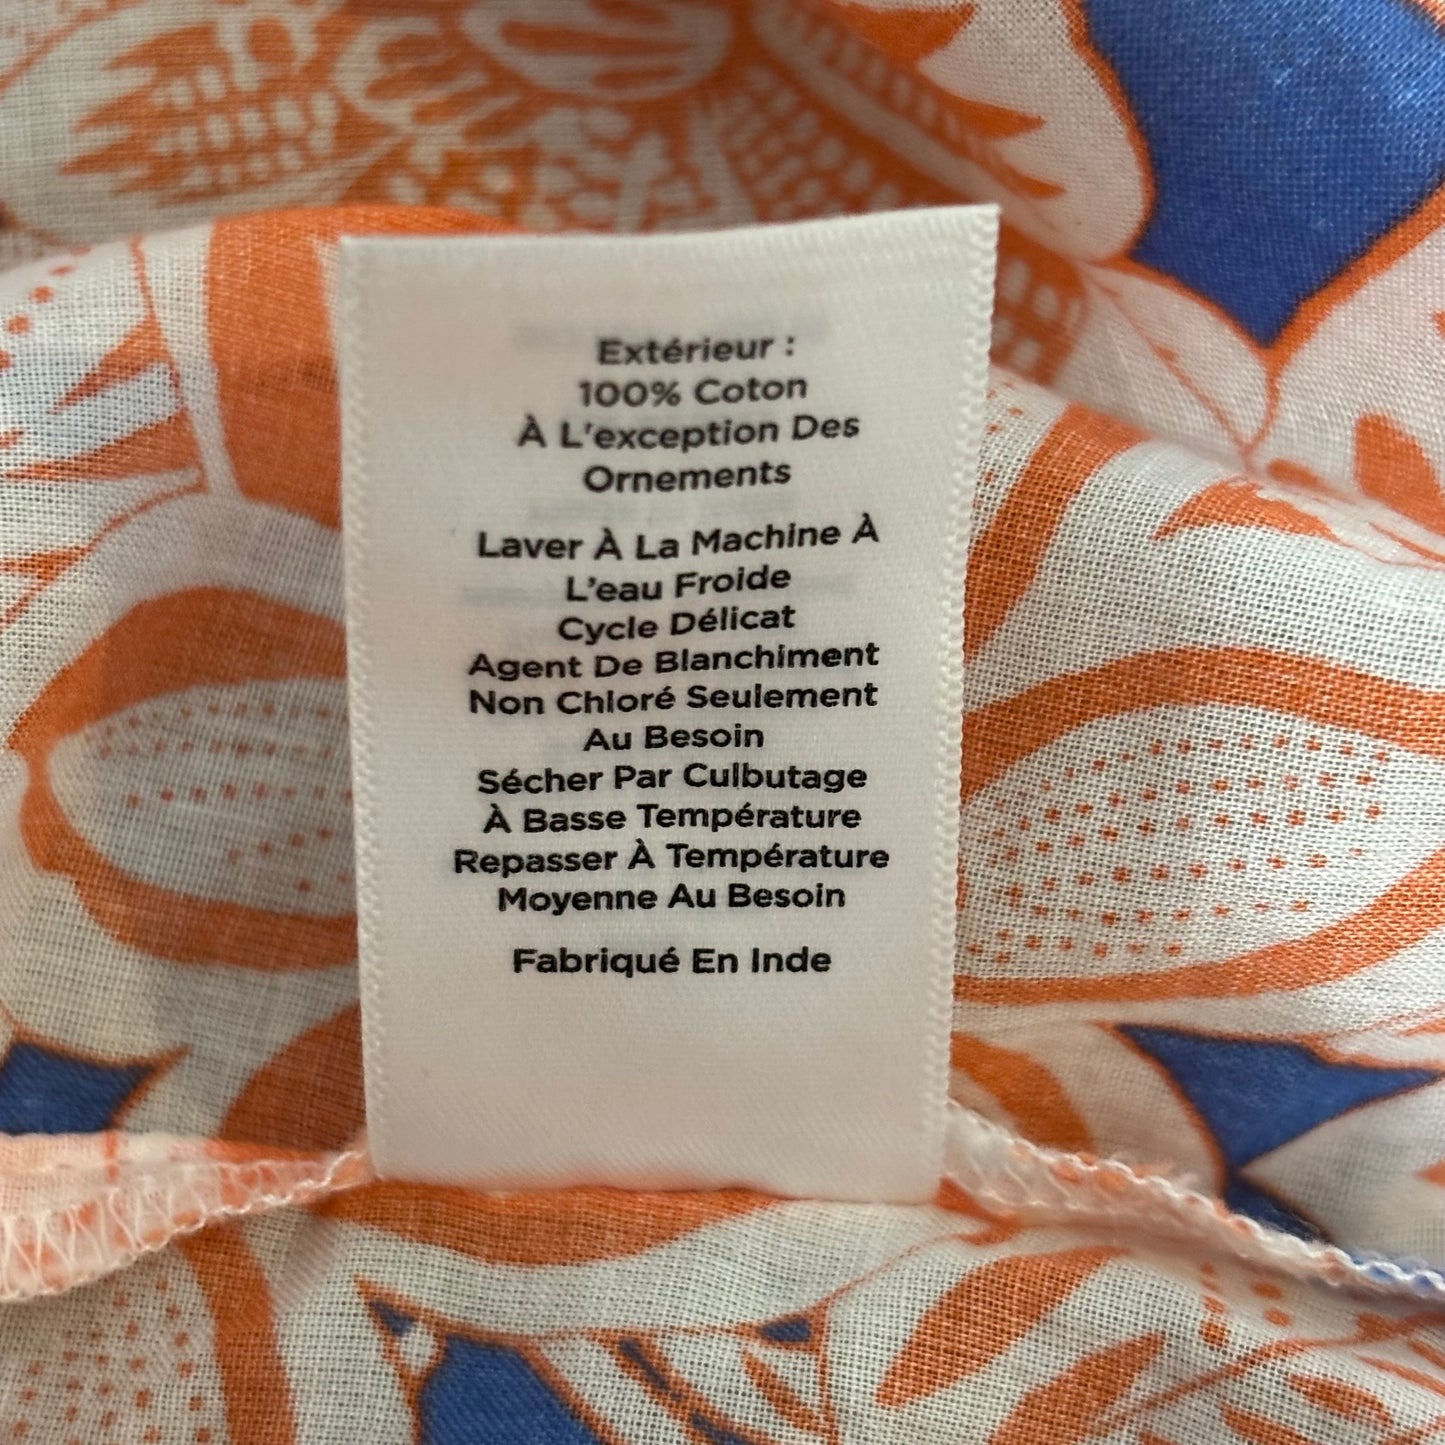 Extérieur :
100% Coton
À L'exception Des
Ornements
Laver À La Machine À
L’eau Froide
Cycle Délicat
Agent De Blanchiment
Non Chloré Seulement
Au Besoin
Sécher Par Culbutage
À Basse Température
Repasser À Température
Moyenne Au Besoin
Fabriqué En Inde